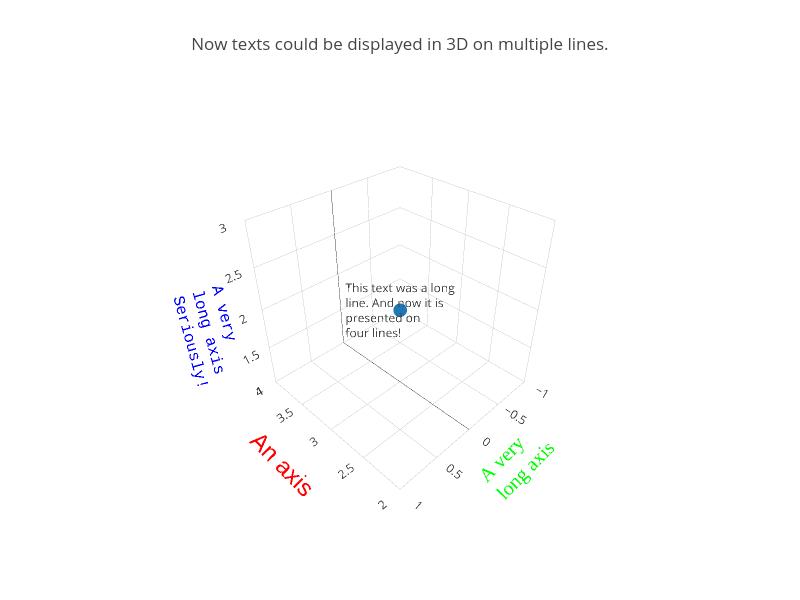 Now texts could be displayed in 3D on multiple lines.
3
2.5
2
1.5
A very
long axis
Seriously!
This text was a long
line. And now it is
presented on
four lines!
4
3.5
3
2.5
2
An axis
−1
−0.5
0
0.5
1
A very
long axis